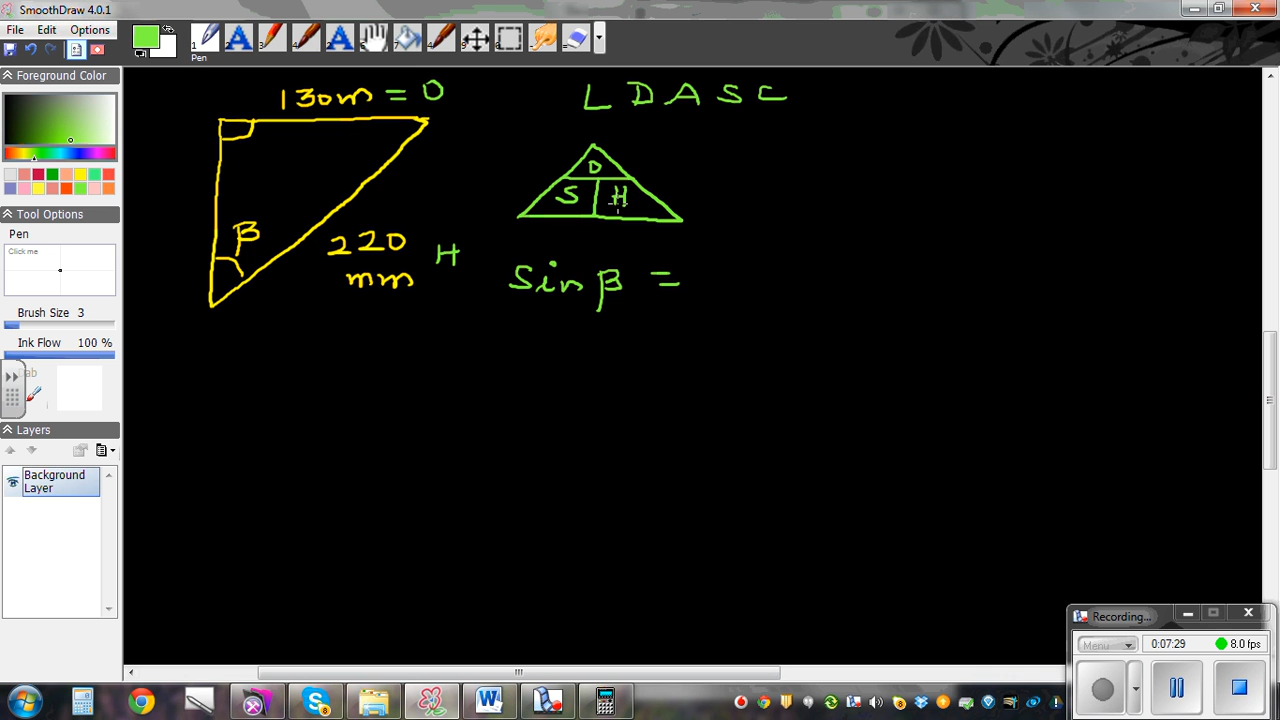 SmoothDraw 4.0.1
File Edit Options
Pen
Foreground Color
Tool Options
Pen
Click me
Brush Size 3
Ink Flow 100 %
Layers
Background Layer
130m = O
L D A S C
O
S H
β
220 mm H
Sin β =
Recording...
Menu
0:07:29
8.0 fps